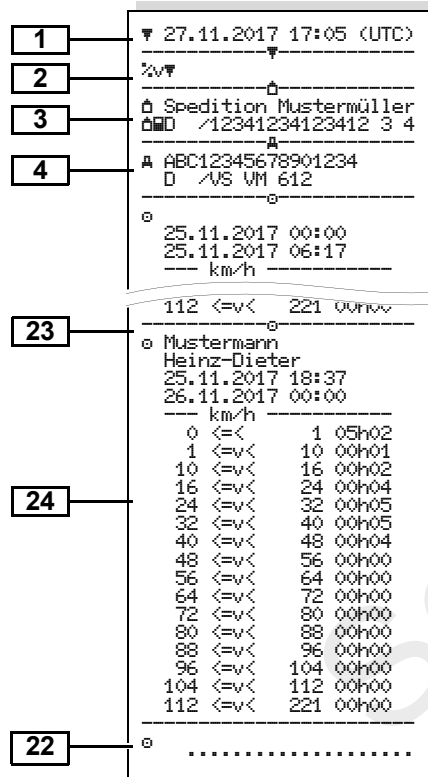 1 ▼ 27.11.2017 17:05 (UTC)
----------▼----------
2 %v▼
3 Spedition Mustermüller
D /12341234123412 3 4
4 A ABC12345678901234
D /VS VM 612
----------⊙----------
⊙
25.11.2017 00:00
25.11.2017 06:17
--- km/h -----------
112 <=v< 221 00h00
23
⊙ Mustermann
Heinz-Dieter
25.11.2017 18:37
26.11.2017 00:00
--- km/h -----------
0 <=< 1 05h02
1 <=v< 10 00h01
10 <=v< 16 00h02
16 <=v< 24 00h04
24 24 <=v< 32 00h05
32 <=v< 40 00h05
40 <=v< 48 00h04
48 <=v< 56 00h00
56 <=v< 64 00h00
64 <=v< 72 00h00
72 <=v< 80 00h00
80 <=v< 88 00h00
88 <=v< 96 00h00
96 <=v< 104 00h00
104 <=v< 112 00h00
112 <=v< 221 00h00
22 ⊙ ....................